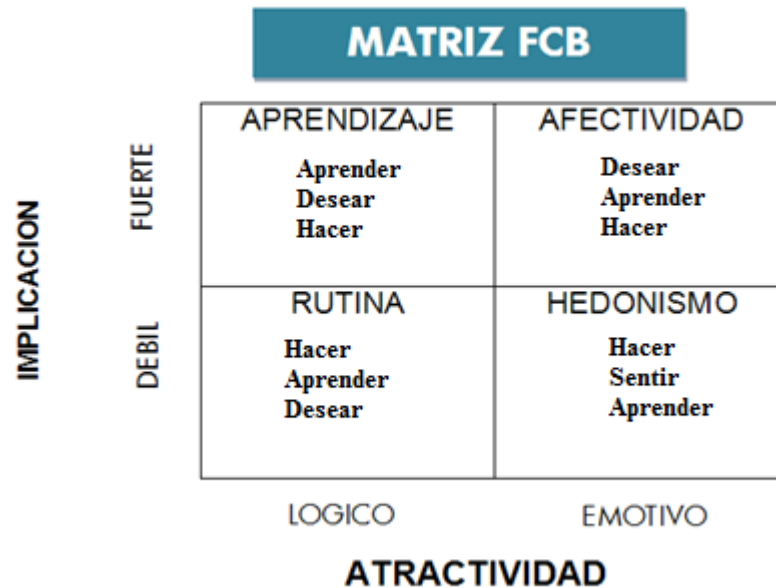 MATRIZ FCB
IMPLICACION
FUERTE
DEBIL
APRENDIZAJE
Aprender
Desear
Hacer
AFECTIVIDAD
Desear
Aprender
Hacer
RUTINA
Hacer
Aprender
Desear
HEDONISMO
Hacer
Sentir
Aprender
LOGICO
EMOTIVO
ATRACTIVIDAD